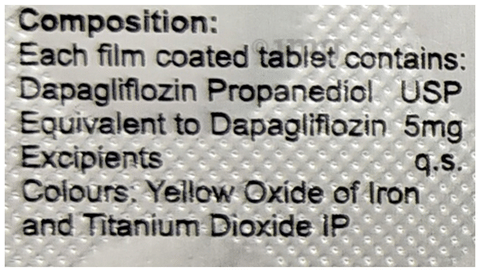 Composition:
Each film coated tablet contains:
Dapagliflozin Propanediol USP
Equivalent to Dapagliflozin 5mg
Excipients q.s.
Colours: Yellow Oxide of Iron
and Titanium Dioxide IP